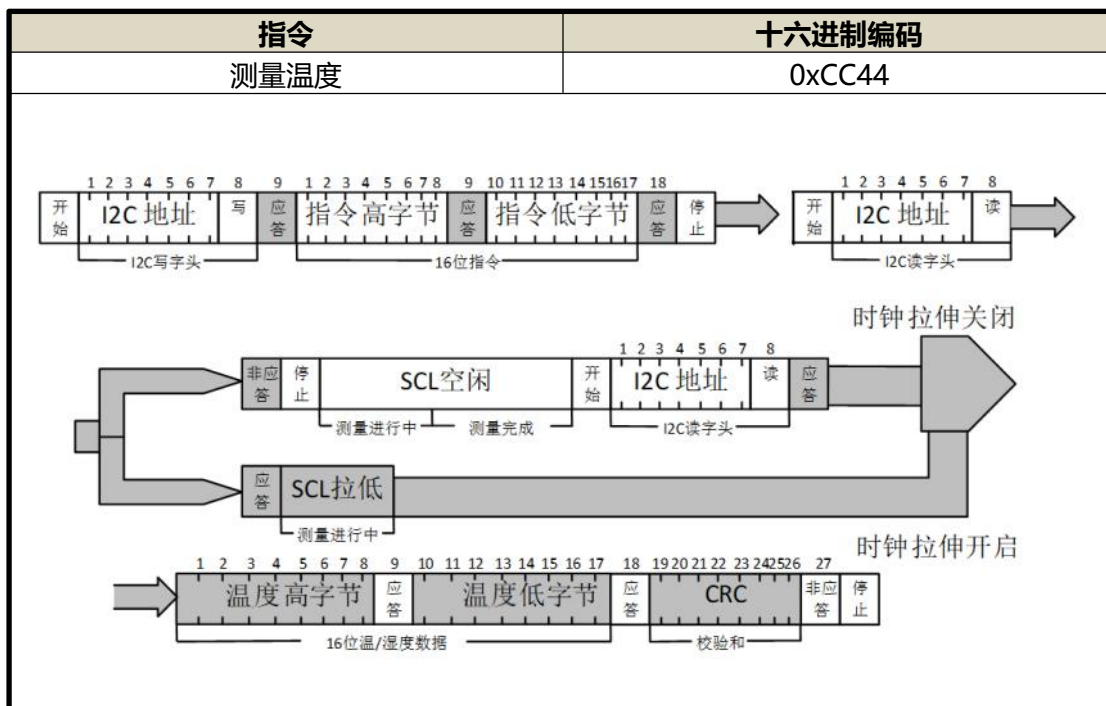 指令 十六进制编码
测量温度 0xCC44
1 2 3 4 5 6 7 8 9 1 2 3 4 5 6 7 8 9 10 11 12 13 14 15 16 17 18 1 2 3 4 5 6 7 8
开始 I2C 地址 写 应答 指令高字节 应答 指令低字节 应答 停止 开始 I2C 地址 读
I2C写字头 16位指令 I2C读字头
时钟拉伸关闭
1 2 3 4 5 6 7 8
非应答 停止 SCL空闲 开始 I2C 地址 读 应答
测量进行中 测量完成 I2C读字头
应答 SCL拉低
测量进行中
时钟拉伸开启
1 2 3 4 5 6 7 8 9 10 11 12 13 14 15 16 17 18 19 20 21 22 23 24 25 26 27
温度高字节 应答 温度低字节 应答 CRC 非应答 停止
16位温/湿度数据 校验和